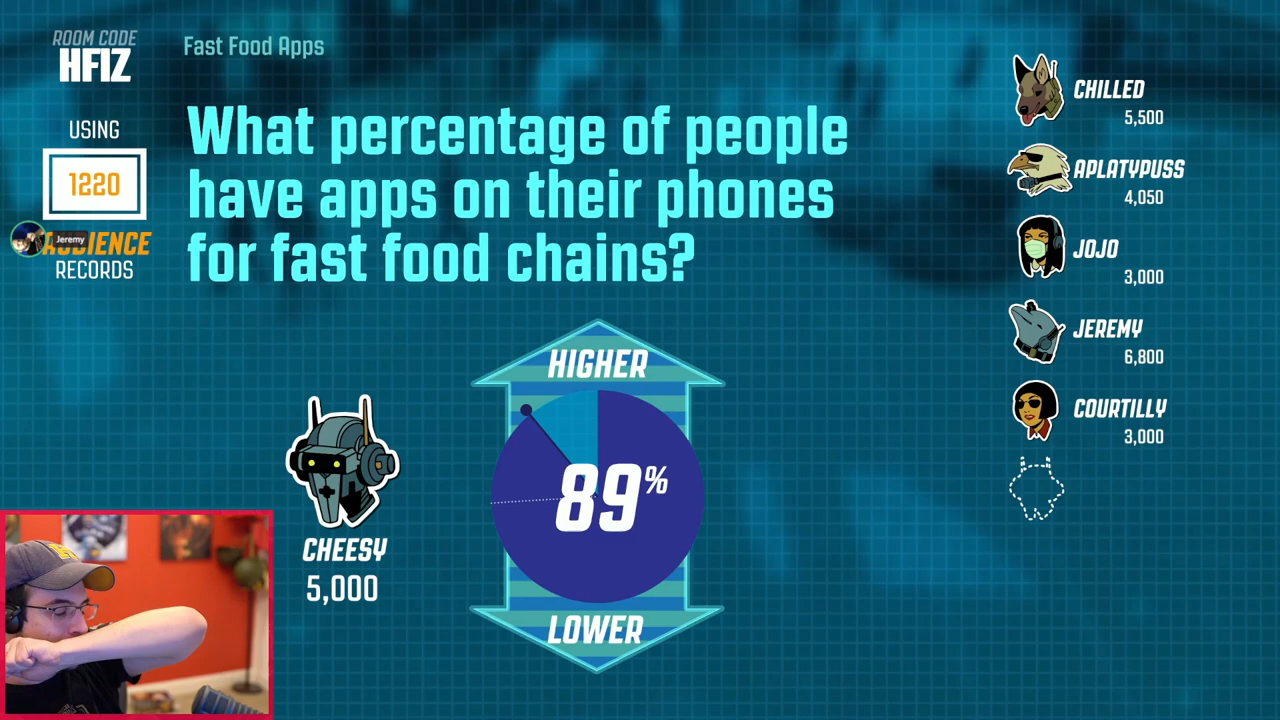 ROOM CODE
HFIZ
USING
1220
Jeremy
AUDIENCE
RECORDS
Fast Food Apps
What percentage of people
have apps on their phones
for fast food chains?
HIGHER
89%
LOWER
CHEESY
5,000
CHILLED
5,500
APLATYPUSS
4,050
JOJO
3,000
JEREMY
6,800
COURTILLY
3,000